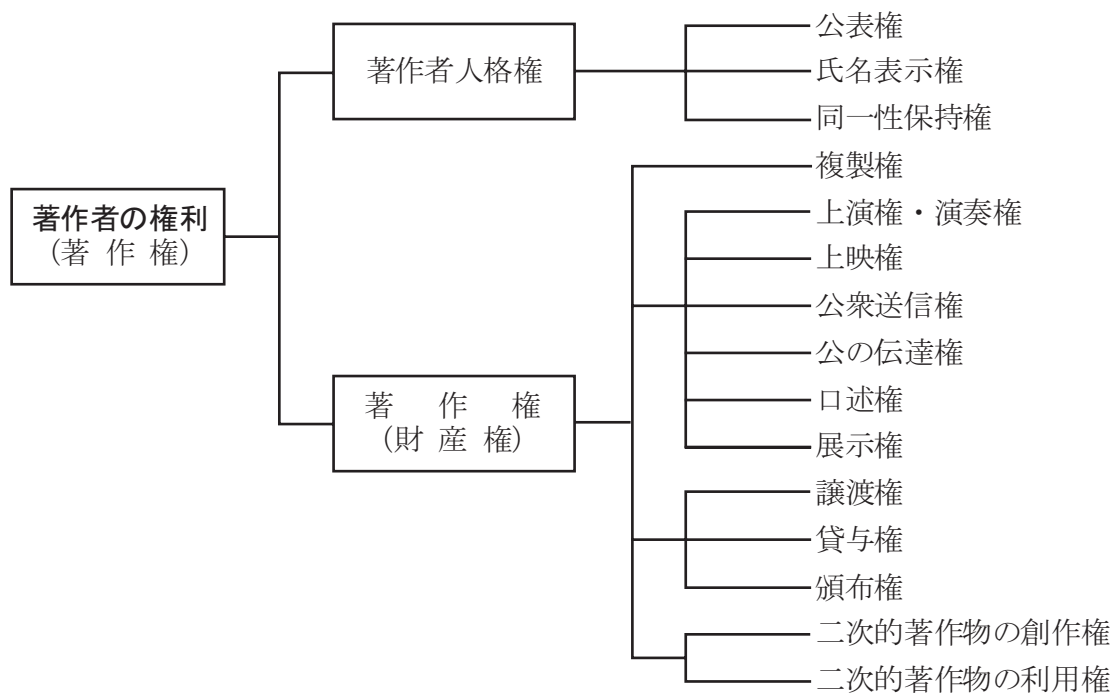 著作者の権利
(著作権)
著作者人格権
公表権
氏名表示権
同一性保持権
著作権
(財産権)
複製権
上演権・演奏権
上映権
公衆送信権
公の伝達権
口述権
展示権
譲渡権
貸与権
頒布権
二次的著作物の創作権
二次的著作物の利用権